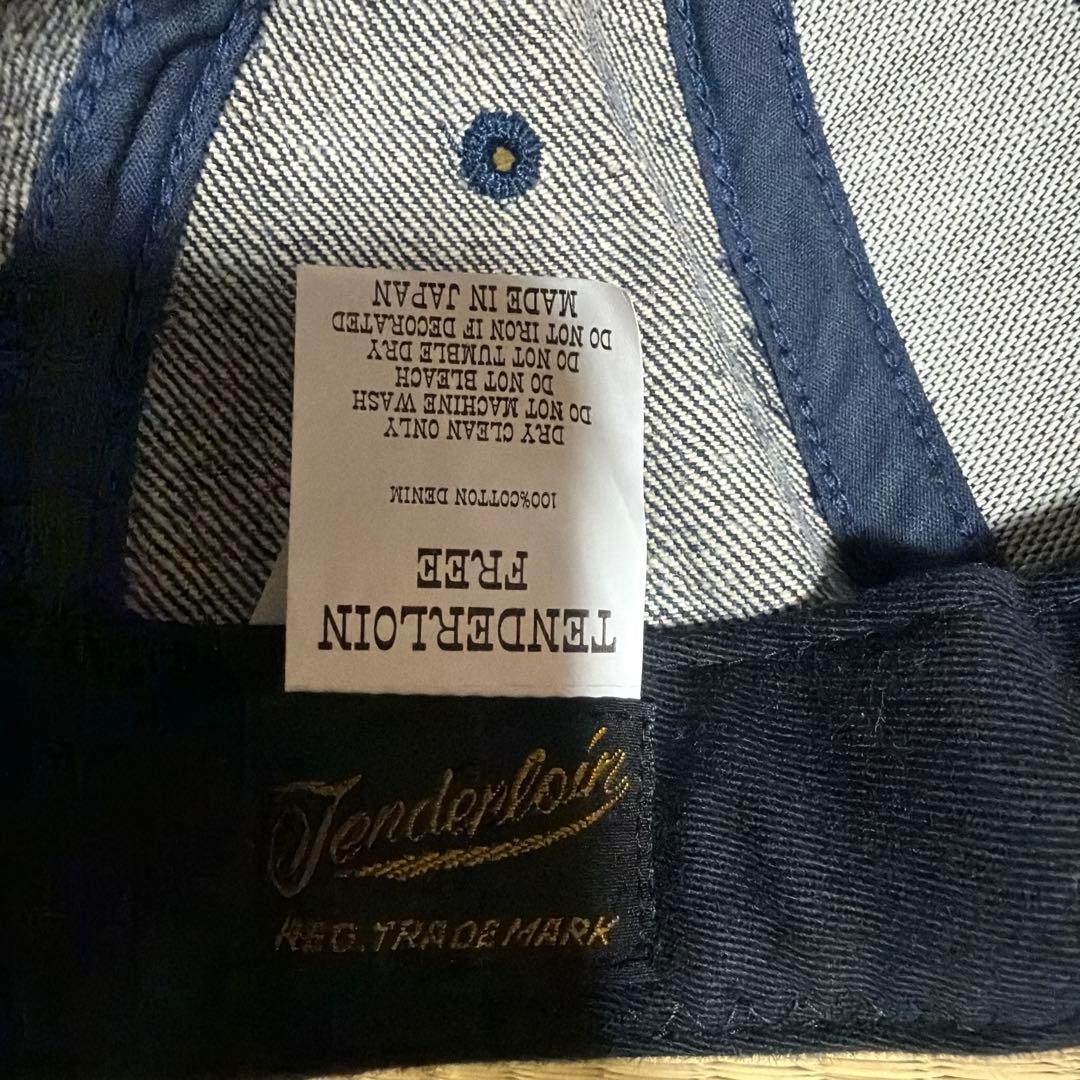 TENDERLOIN
FREE
100%COTTON DENIM
DRY CLEAN ONLY
DO NOT MACHINE WASH
DO NOT BLEACH
DO NOT TUMBLE DRY
DO NOT IRON IF DECORATED
MADE IN JAPAN
Tenderloin
REG. TRADE MARK